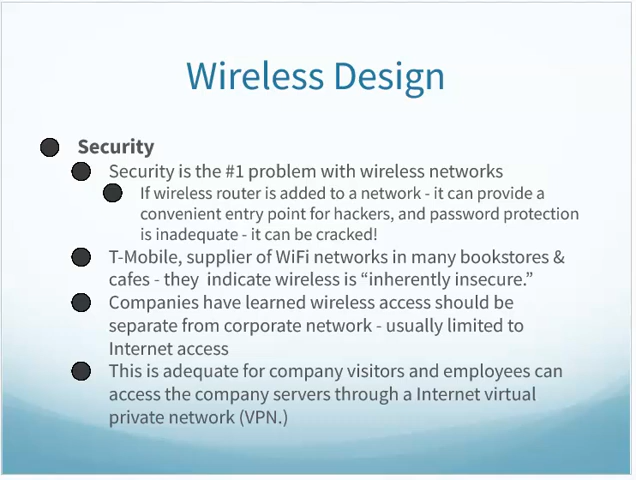 Wireless Design
Security
Security is the #1 problem with wireless networks
If wireless router is added to a network - it can provide a
convenient entry point for hackers, and password protection
is inadequate - it can be cracked!
T-Mobile, supplier of WiFi networks in many bookstores &
cafes - they  indicate wireless is “inherently insecure.”
Companies have learned wireless access should be
separate from corporate network - usually limited to
Internet access
This is adequate for company visitors and employees can
access the company servers through a Internet virtual
private network (VPN.)